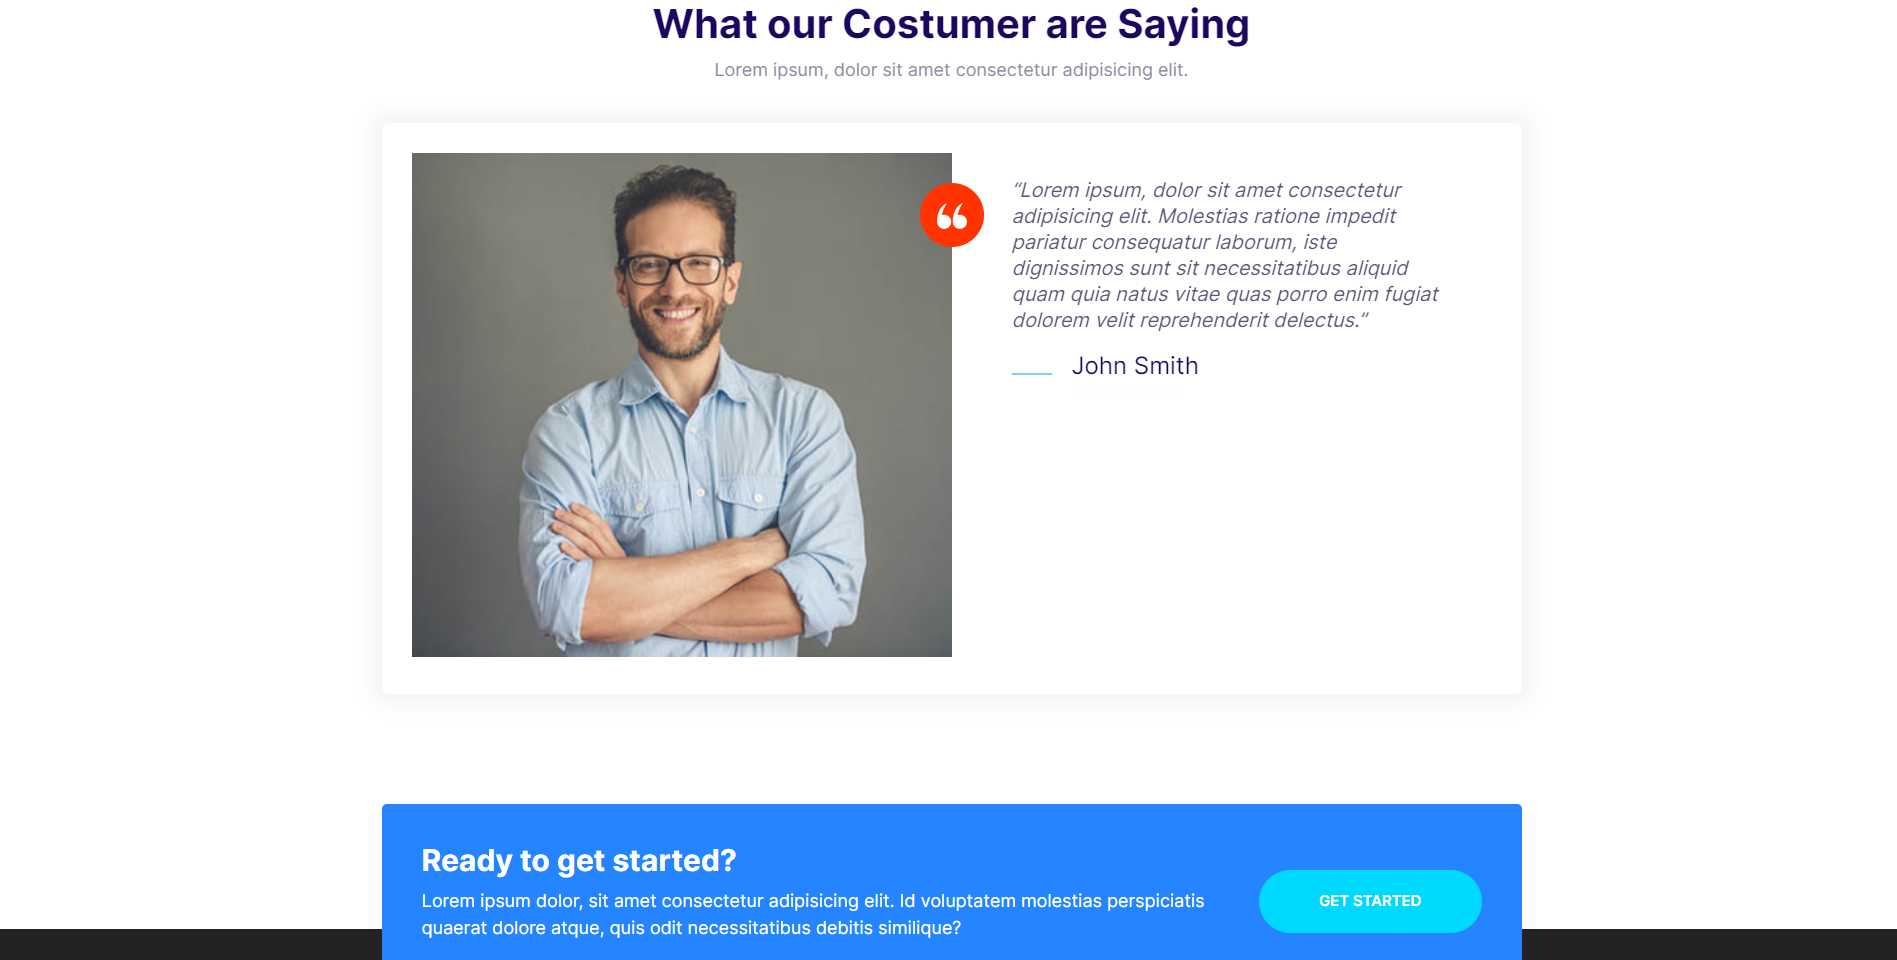 What our Costumer are Saying
Lorem ipsum, dolor sit amet consectetur adipisicing elit.
“Lorem ipsum, dolor sit amet consectetur
adipisicing elit. Molestias ratione impedit
pariatur consequatur laborum, iste
dignissimos sunt sit necessitatibus aliquid
quam quia natus vitae quas porro enim fugiat
dolorem velit reprehenderit delectus.”
John Smith
Ready to get started?
Lorem ipsum dolor, sit amet consectetur adipisicing elit. Id voluptatem molestias perspiciatis
quaerat dolore atque, quis odit necessitatibus debitis similique?
GET STARTED